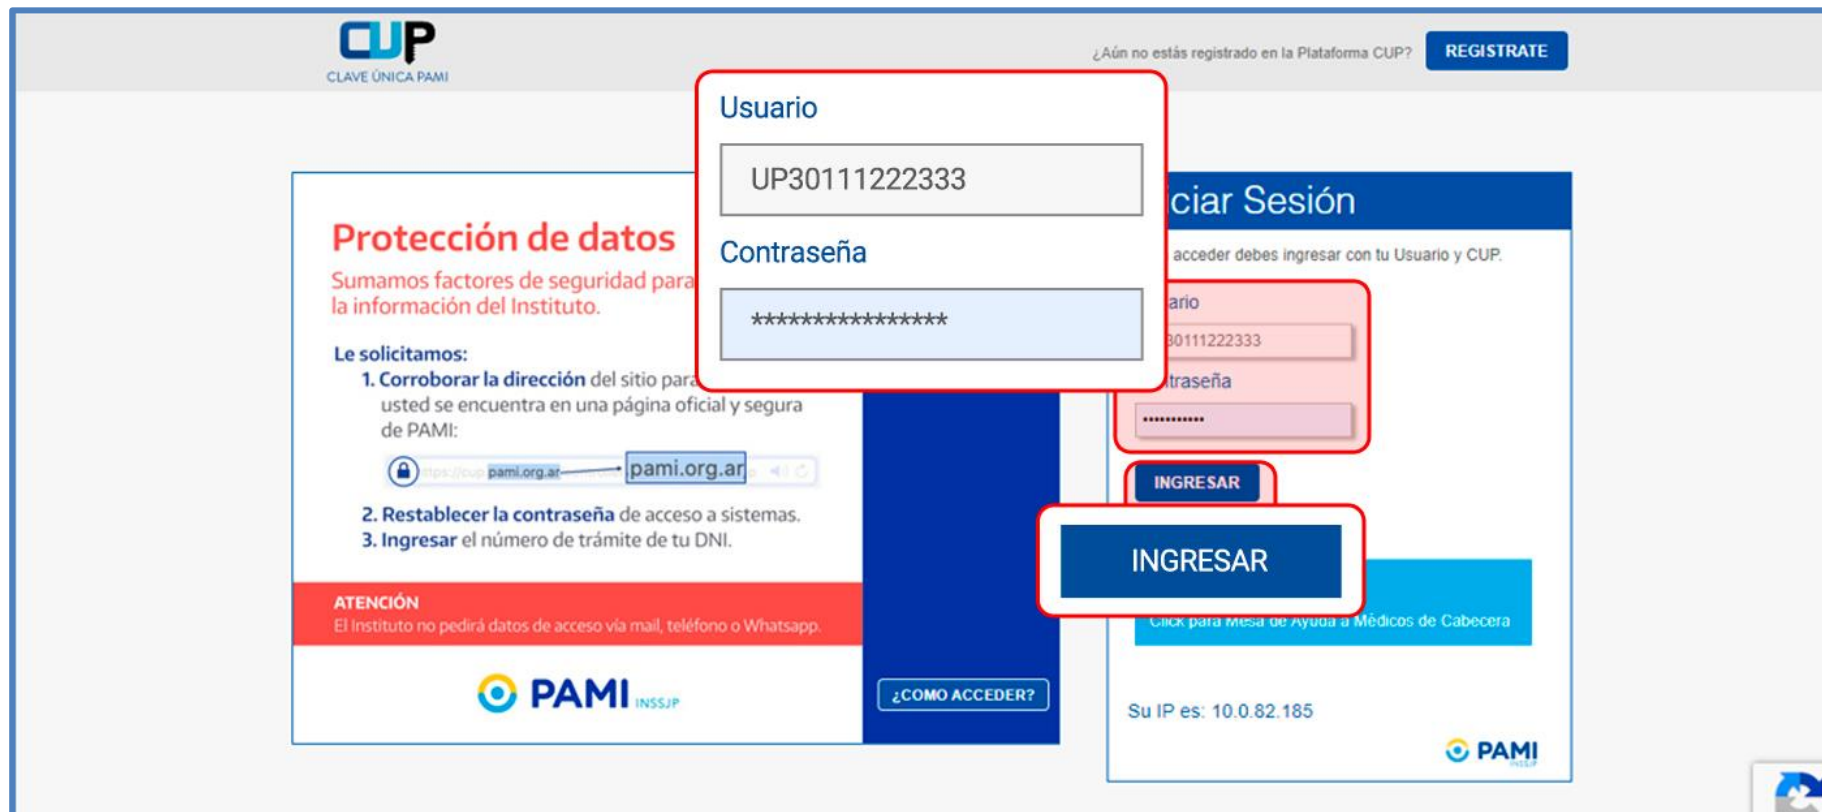 CUP
CLAVE ÚNICA PAMI
¿Aún no estás registrado en la Plataforma CUP?
REGISTRATE
Usuario
UP30111222333
Contraseña
****************
Protección de datos
Sumamos factores de seguridad para
la información del Instituto.
Le solicitamos:
1. Corroborar la dirección del sitio para
usted se encuentra en una página oficial y segura
de PAMI:
pami.org.ar
.pami.org.ar
2. Restablecer la contraseña de acceso a sistemas.
3. Ingresar el número de trámite de tu DNI.
ATENCIÓN
El Instituto no pedirá datos de acceso vía mail, teléfono o Whatsapp.
PAMI INSSJP
¿COMO ACCEDER?
ciar Sesión
acceder debes ingresar con tu Usuario y CUP.
ario
30111222333
traseña
•••••••••••
INGRESAR
INGRESAR
Click para Mesa de Ayuda a Médicos de Cabecera
Su IP es: 10.0.82.185
PAMI
INSSJP